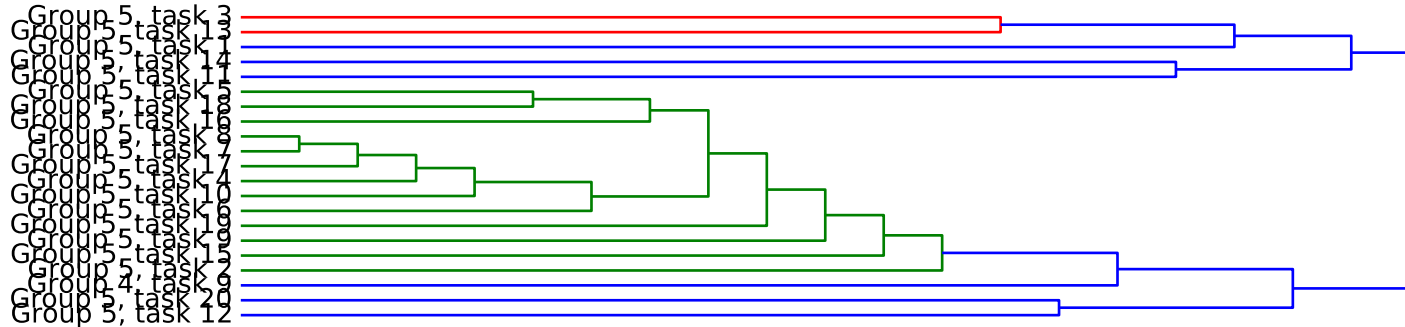 Group 5, task 3
Group 5, task 13
Group 5, task 1
Group 5, task 14
Group 5, task 11
Group 5, task 5
Group 5, task 18
Group 5, task 16
Group 5, task 8
Group 5, task 7
Group 5, task 17
Group 5, task 4
Group 5, task 10
Group 5, task 6
Group 5, task 19
Group 5, task 9
Group 5, task 15
Group 5, task 2
Group 4, task 9
Group 5, task 20
Group 5, task 12